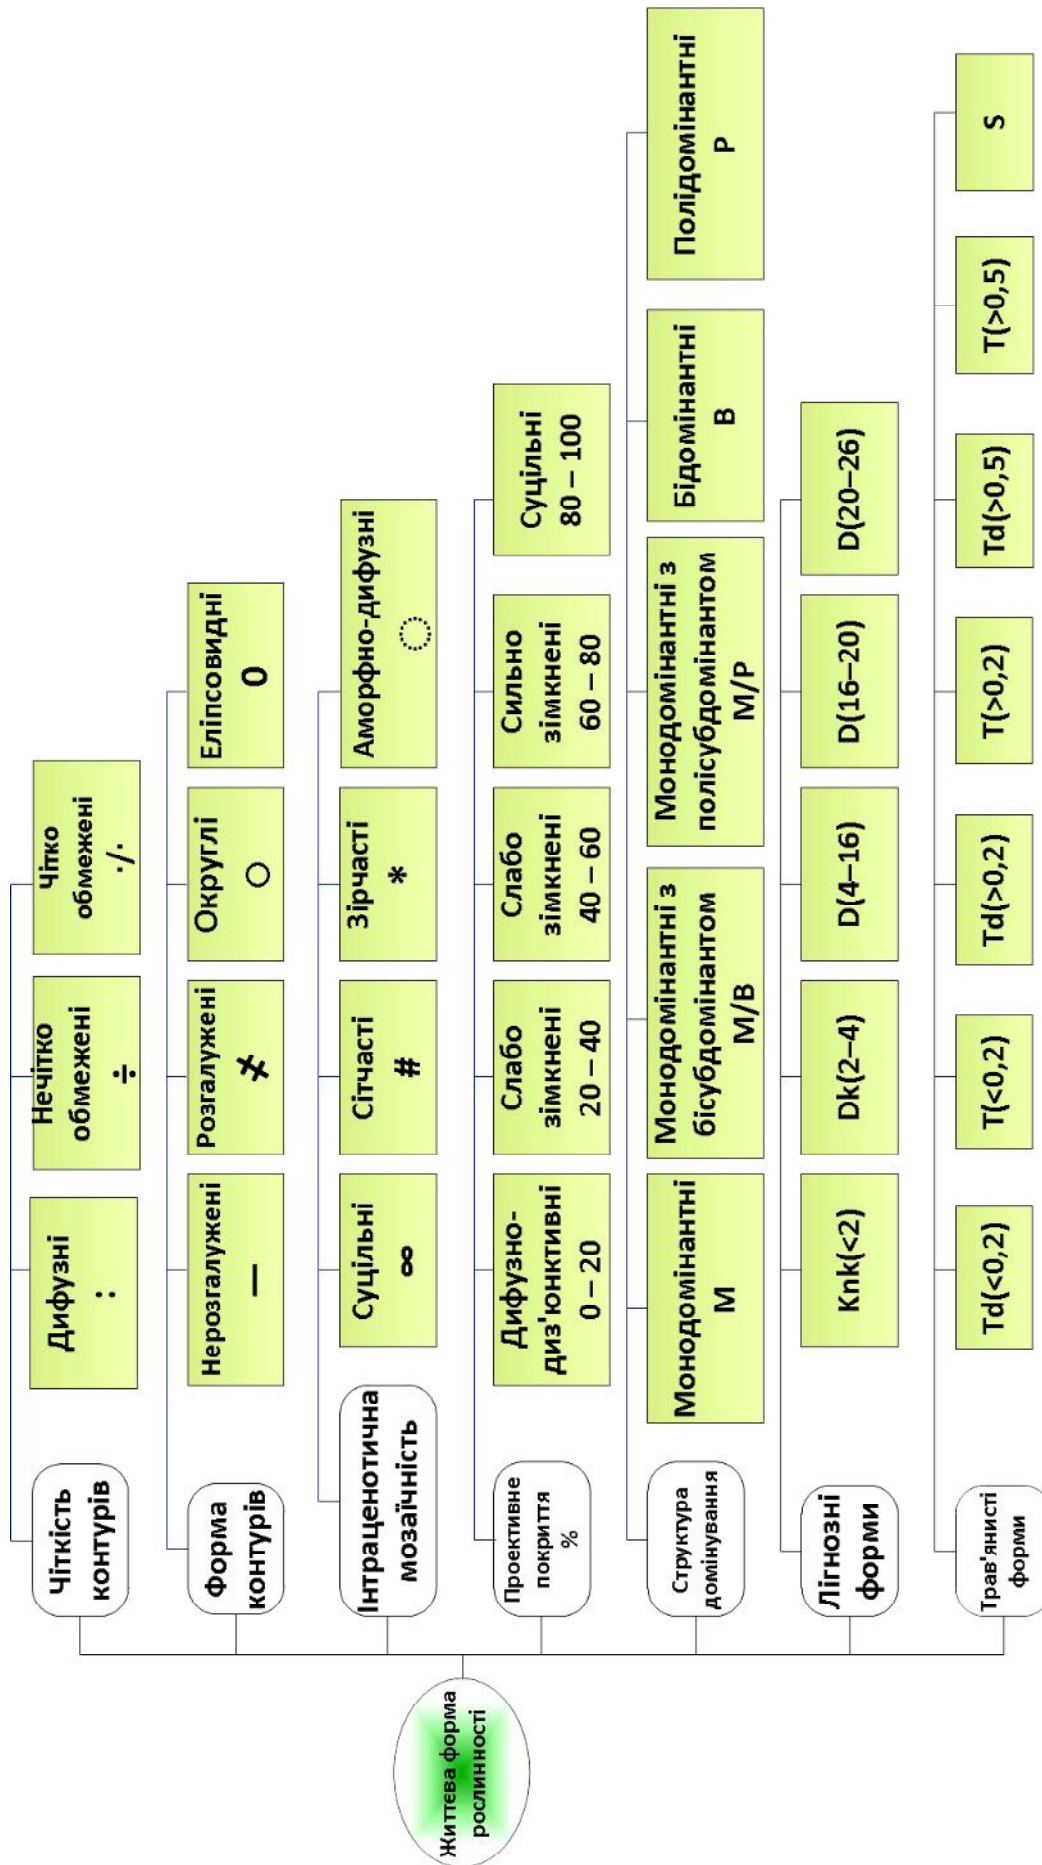 Життєва форма
рослинності
Чіткість
контурів
Дифузні
:
Нечітко
обмежені
÷
Чітко
обмежені
·/·
Форма
контурів
Нерозгалужені
—
Розгалужені
≠
Округлі
○
Еліпсовидні
0
Інтраценотична
мозаїчність
Суцільні
∞
Сітчасті
#
Зірчасті
*
Аморфно-дифузні
◌
Проективне
покриття
%
Дифузно-
диз'юнктивні
0 – 20
Слабо
зімкнені
20 – 40
Слабо
зімкнені
40 – 60
Сильно
зімкнені
60 – 80
Суцільні
80 – 100
Структура
домінування
Монодомінантні
М
Монодомінантні з
бісубдомінантом
М/В
Монодомінантні з
полісубдомінантом
М/Р
Бідомінантні
В
Полідомінантні
Р
Лігнозні
форми
Knk(<2)
Dk(2–4)
D(4–16)
D(16–20)
D(20–26)
Трав'янисті
форми
Td(<0,2)
T(<0,2)
Td(>0,2)
T(>0,2)
Td(>0,5)
T(>0,5)
S